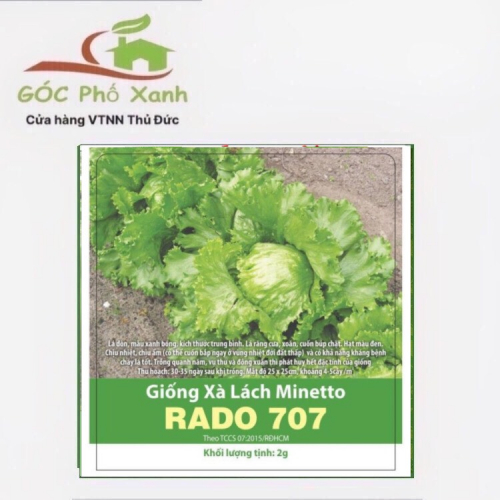 GÓC Phố Xanh
Cửa hàng VTNN Thủ Đức
Lá đơn, màu xanh bóng, kích thước trung bình. Lá răng cưa, xoăn, cuốn búp chặt. Hạt màu đen.
Chịu nhiệt, chịu ẩm (có thể cuốn bắp ngay ở vùng nhiệt đới đất thấp) và có khả năng kháng bệnh
cháy lá tốt. Trồng quanh năm, vụ thu và đông xuân thì phát huy hết đặc tính của giống
Thu hoạch: 30-35 ngày sau khi trồng. Mật độ 25 x 25cm, khoảng 4-5cây /m
Giống Xà Lách Minetto
RADO 707
Theo TCCS 07:2015/RĐHCM
Khối lượng tịnh: 2g